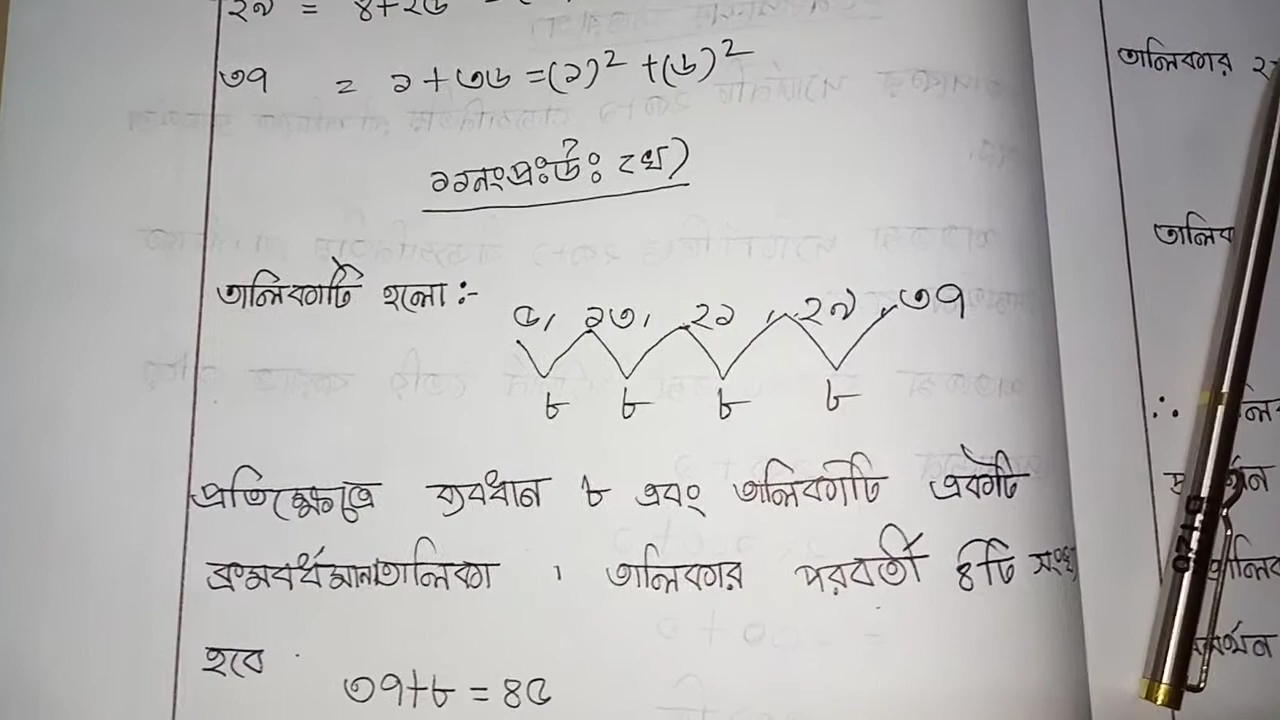 ২৯ = ৪+২৫
৩৭ = ১+৩৬ =(১)² +(৬)²
১১নংপ্রঃউঃ (খ)
তালিকাটি হলো :- ৫, ১৩, ২১, ২৯, ৩৭
৮ ৮ ৮ ৮
প্রতিক্ষেত্রে ব্যবধান ৮ এবং তালিকাটি একটি
ক্রমবর্ধমানতালিকা । তালিকার পরবর্তী ৪টি সংখ্যা
হবে
৩৭+৮ = ৪৫
তালিকার
∴